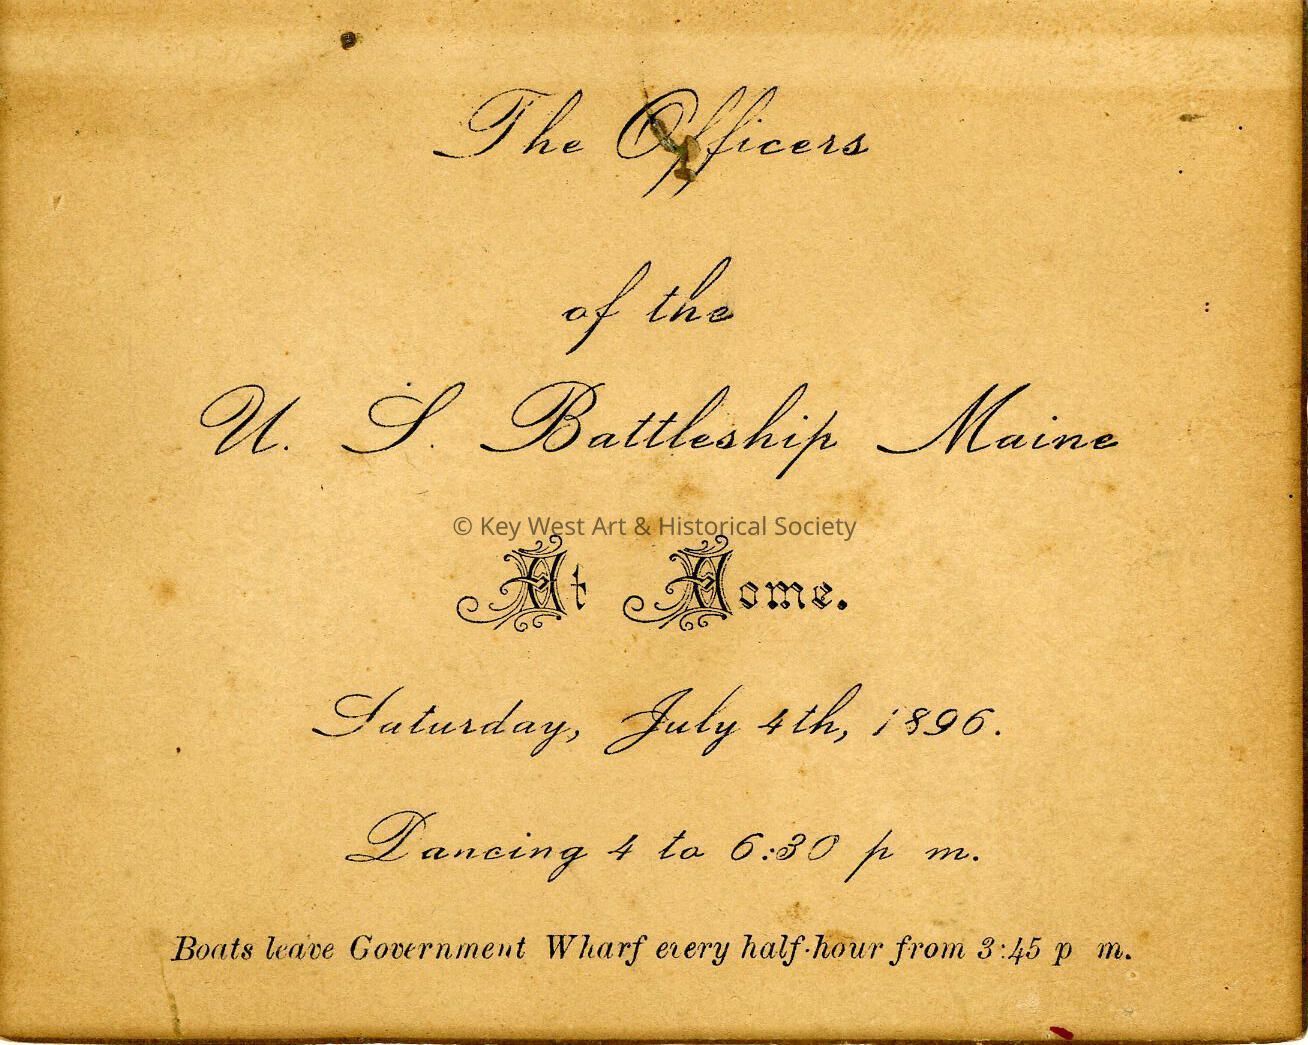 The Officers
of the
U. S. Battleship Maine
© Key West Art & Historical Society
At Home.
Saturday, July 4th, 1896.
Dancing 4 to 6:30 p m.
Boats leave Government Wharf every half-hour from 3:45 p m.